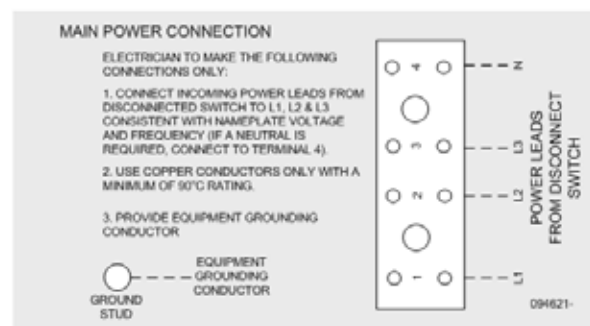 MAIN POWER CONNECTION
ELECTRICIAN TO MAKE THE FOLLOWING
CONNECTIONS ONLY:
1. CONNECT INCOMING POWER LEADS FROM
DISCONNECTED SWITCH TO L1, L2 & L3
CONSISTENT WITH NAMEPLATE VOLTAGE
AND FREQUENCY (IF A NEUTRAL IS
REQUIRED, CONNECT TO TERMINAL 4).
2. USE COPPER CONDUCTORS ONLY WITH A
MINIMUM OF 90°C RATING.
3. PROVIDE EQUIPMENT GROUNDING
CONDUCTOR
EQUIPMENT
GROUNDING
CONDUCTOR
GROUND
STUD
4
N
3
L3
2
L2
1
L1
POWER LEADS
FROM DISCONNECT
SWITCH
094621-